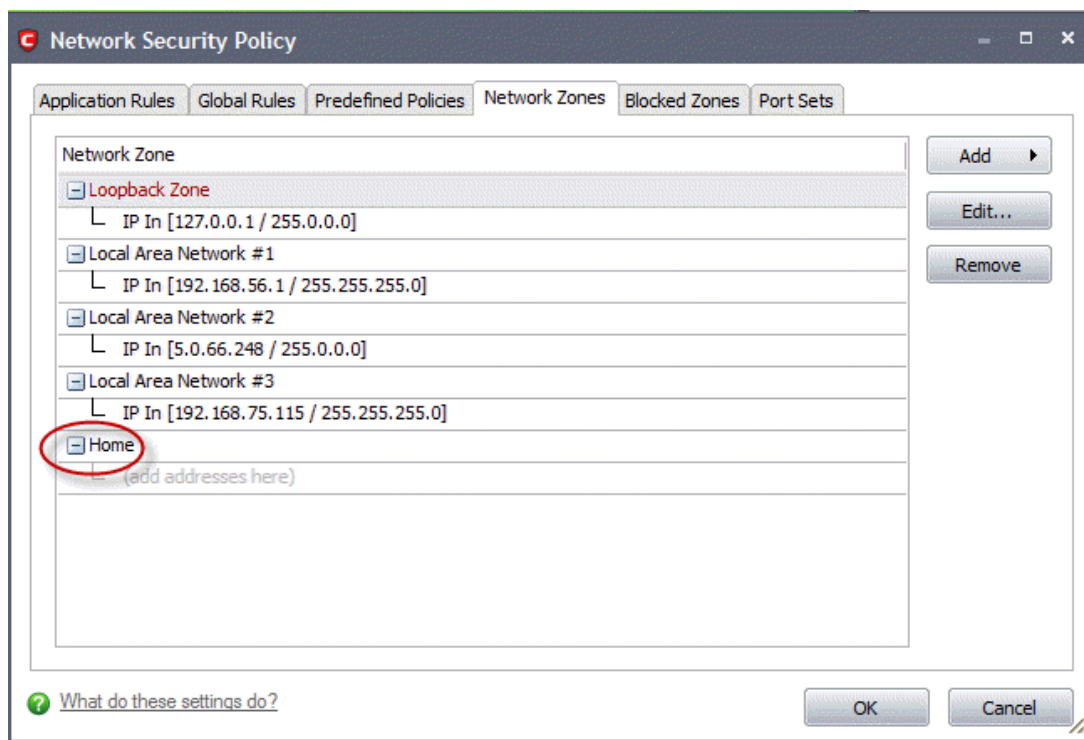 Network Security Policy
Application Rules Global Rules Predefined Policies Network Zones Blocked Zones Port Sets
Network Zone
Loopback Zone
IP In [127.0.0.1 / 255.0.0.0]
Local Area Network #1
IP In [192.168.56.1 / 255.255.255.0]
Local Area Network #2
IP In [5.0.66.248 / 255.0.0.0]
Local Area Network #3
IP In [192.168.75.115 / 255.255.255.0]
Home
(add addresses here)
Add
Edit...
Remove
What do these settings do?
OK Cancel